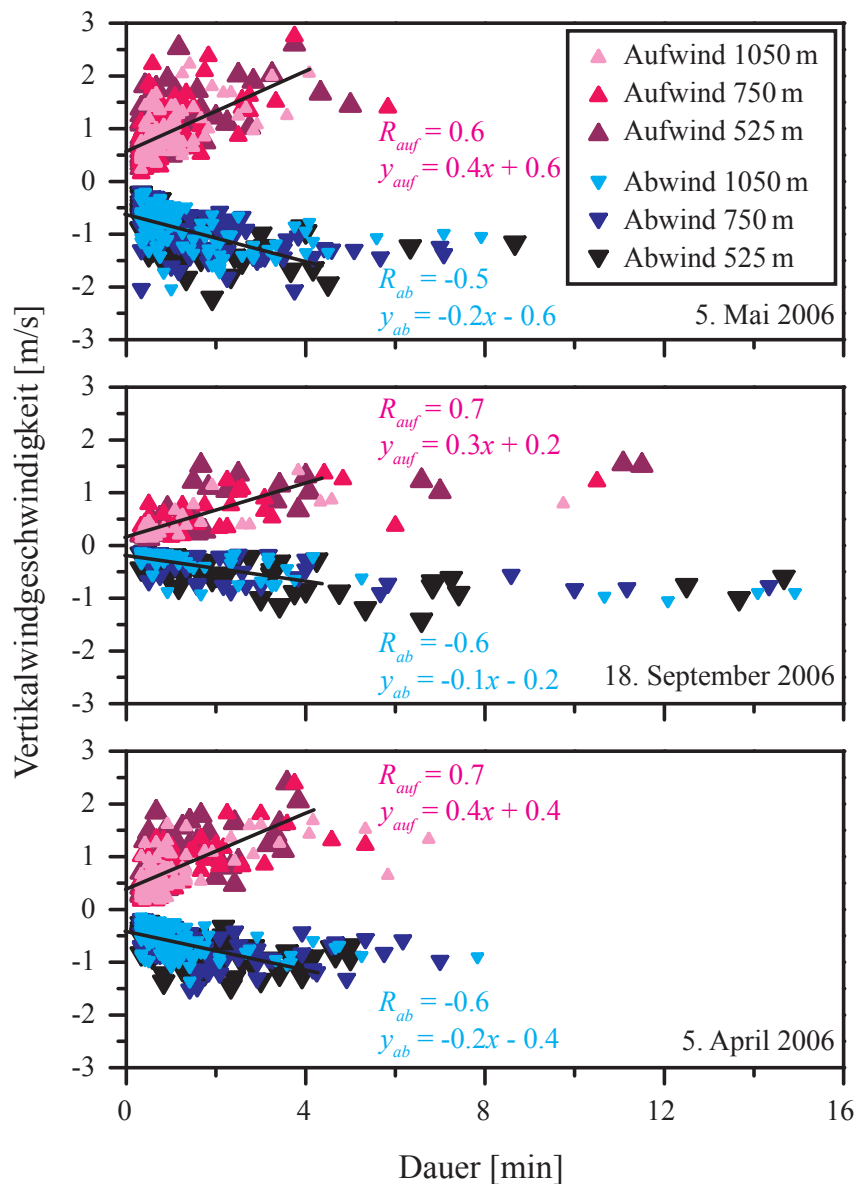 Vertikalwindgeschwindigkeit [m/s]
3
2
1
0
-1
-2
-3
Aufwind 1050 m
Aufwind 750 m
Aufwind 525 m
Abwind 1050 m
Abwind 750 m
Abwind 525 m
R_auf = 0.6
y_auf = 0.4x + 0.6
R_ab = -0.5
y_ab = -0.2x - 0.6
5. Mai 2006
3
2
1
0
-1
-2
-3
R_auf = 0.7
y_auf = 0.3x + 0.2
R_ab = -0.6
y_ab = -0.1x - 0.2
18. September 2006
3
2
1
0
-1
-2
-3
R_auf = 0.7
y_auf = 0.4x + 0.4
R_ab = -0.6
y_ab = -0.2x - 0.4
5. April 2006
0 4 8 12 16
Dauer [min]